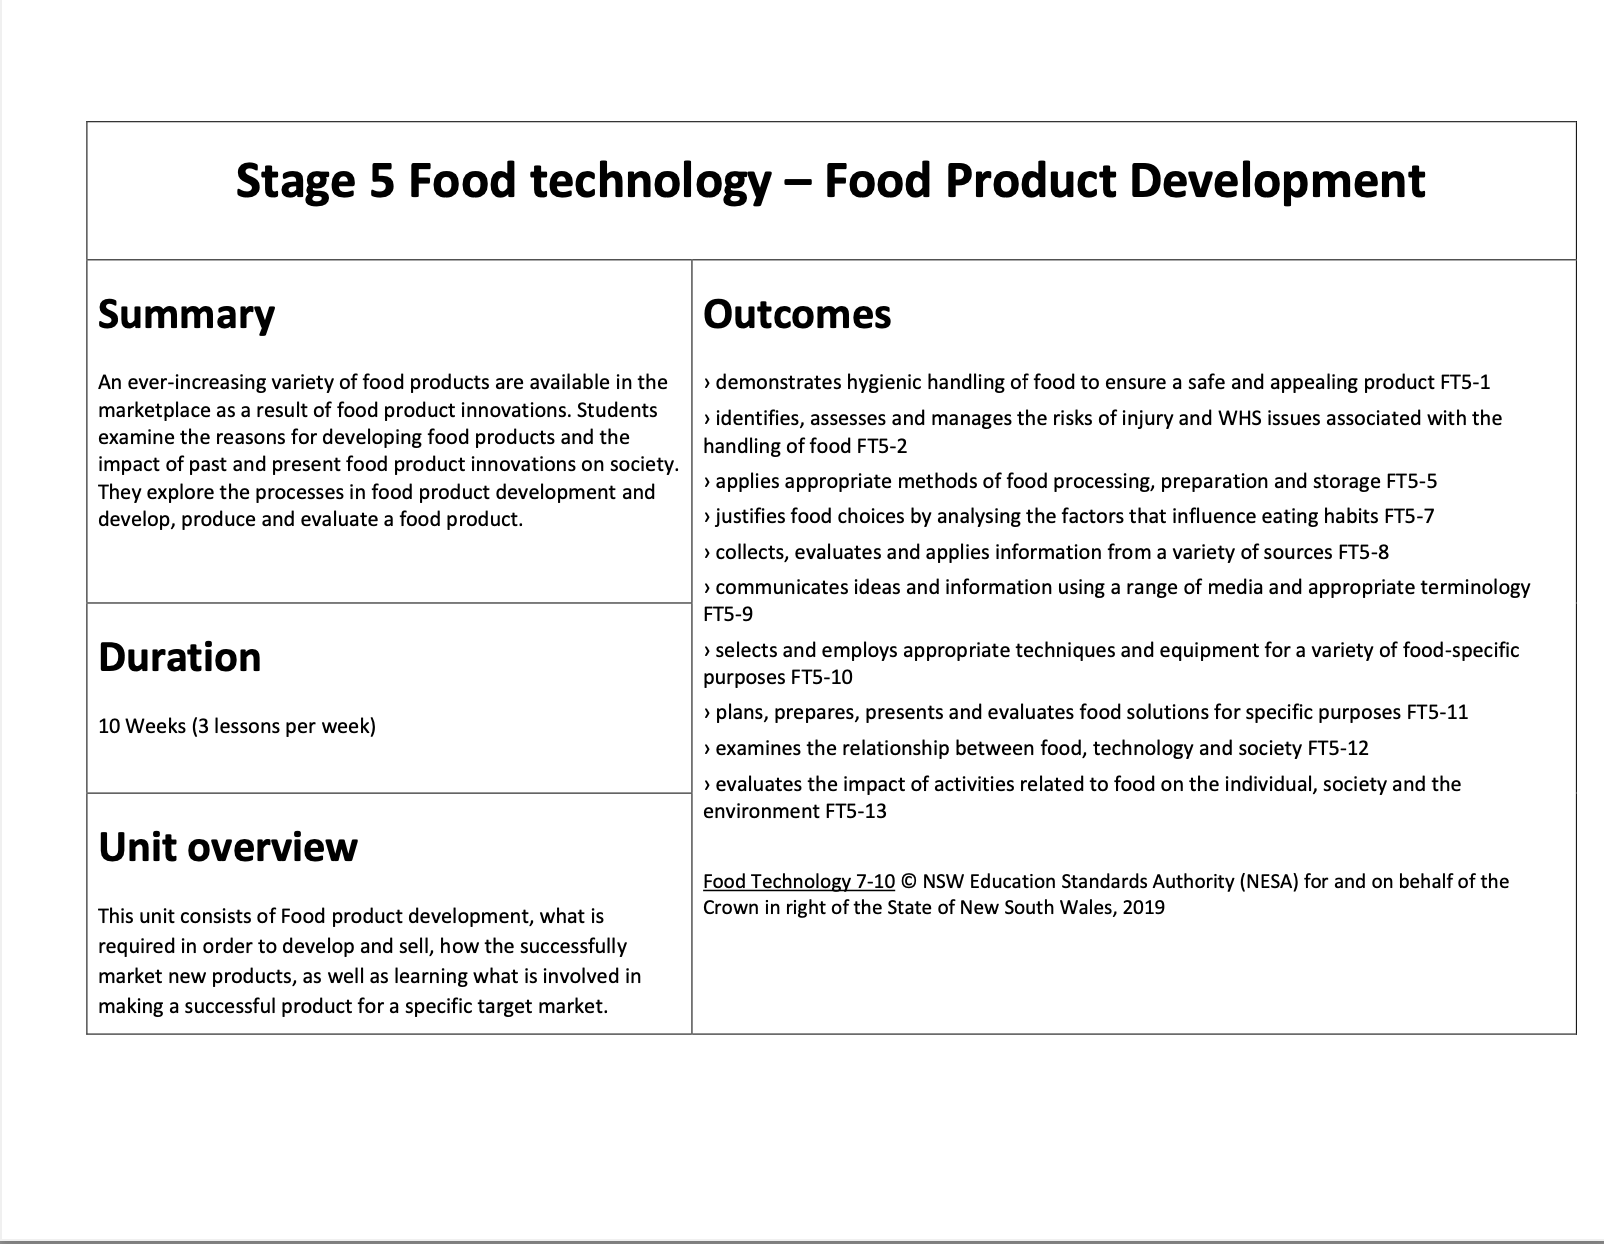 Stage 5 Food technology – Food Product Development
Summary
An ever-increasing variety of food products are available in the
marketplace as a result of food product innovations. Students
examine the reasons for developing food products and the
impact of past and present food product innovations on society.
They explore the processes in food product development and
develop, produce and evaluate a food product.
Duration
10 Weeks (3 lessons per week)
Unit overview
This unit consists of Food product development, what is
required in order to develop and sell, how the successfully
market new products, as well as learning what is involved in
making a successful product for a specific target market.
Outcomes
› demonstrates hygienic handling of food to ensure a safe and appealing product FT5-1
› identifies, assesses and manages the risks of injury and WHS issues associated with the
handling of food FT5-2
› applies appropriate methods of food processing, preparation and storage FT5-5
› justifies food choices by analysing the factors that influence eating habits FT5-7
› collects, evaluates and applies information from a variety of sources FT5-8
› communicates ideas and information using a range of media and appropriate terminology
FT5-9
› selects and employs appropriate techniques and equipment for a variety of food-specific
purposes FT5-10
› plans, prepares, presents and evaluates food solutions for specific purposes FT5-11
› examines the relationship between food, technology and society FT5-12
› evaluates the impact of activities related to food on the individual, society and the
environment FT5-13
Food Technology 7-10 © NSW Education Standards Authority (NESA) for and on behalf of the
Crown in right of the State of New South Wales, 2019